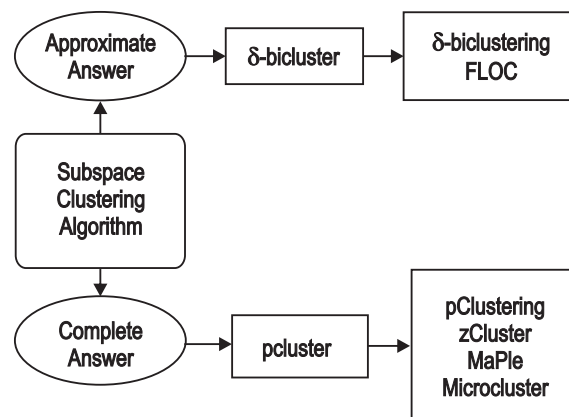 Approximate
Answer
δ-bicluster
δ-biclustering
FLOC
Subspace
Clustering
Algorithm
Complete
Answer
pcluster
pClustering
zCluster
MaPle
Microcluster